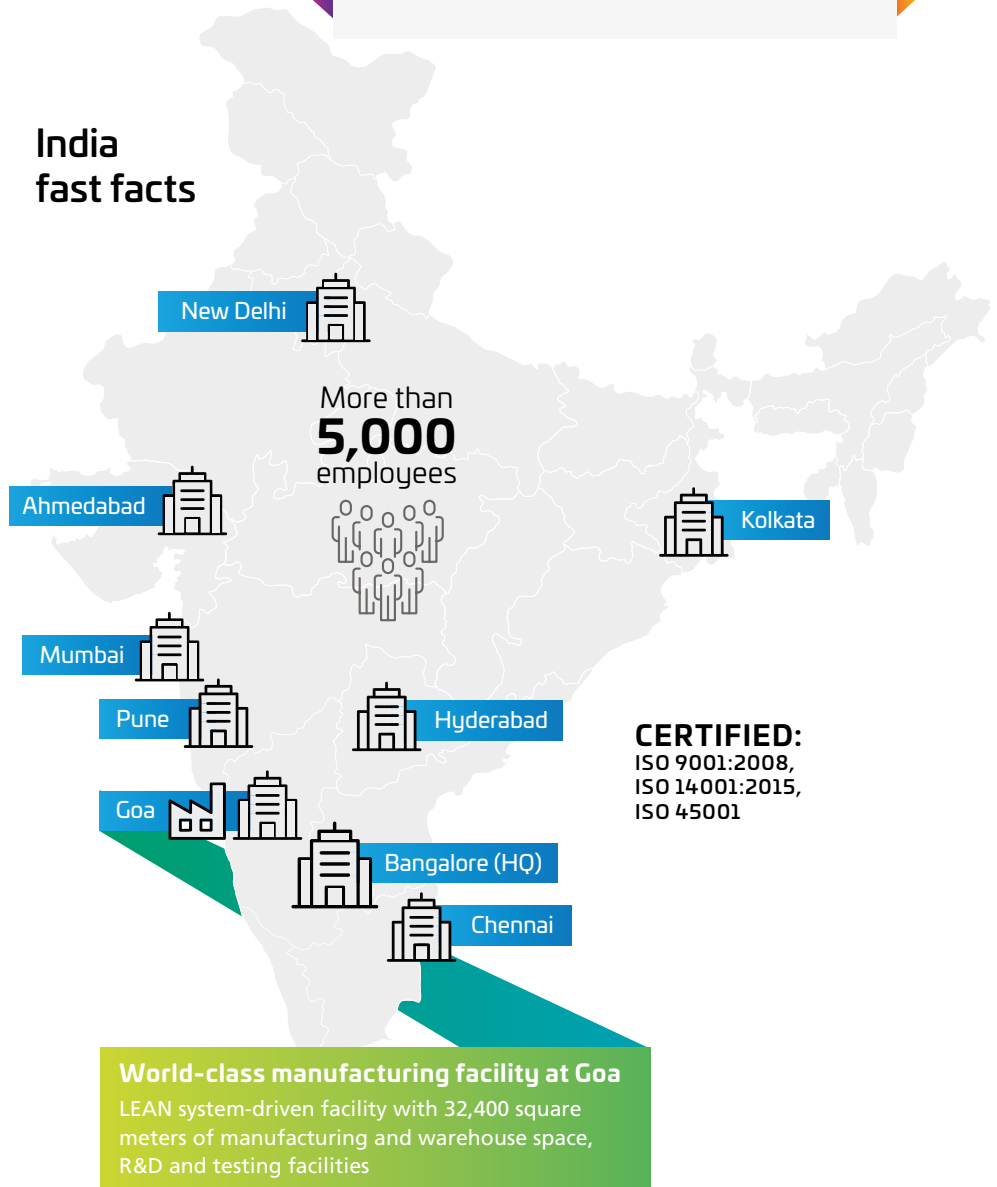 India
fast facts
New Delhi
More than
5,000
employees
Ahmedabad
Kolkata
Mumbai
Pune
Hyderabad
CERTIFIED:
ISO 9001:2008,
ISO 14001:2015,
ISO 45001
Goa
Bangalore (HQ)
Chennai
World-class manufacturing facility at Goa
LEAN system-driven facility with 32,400 square
meters of manufacturing and warehouse space,
R&D and testing facilities